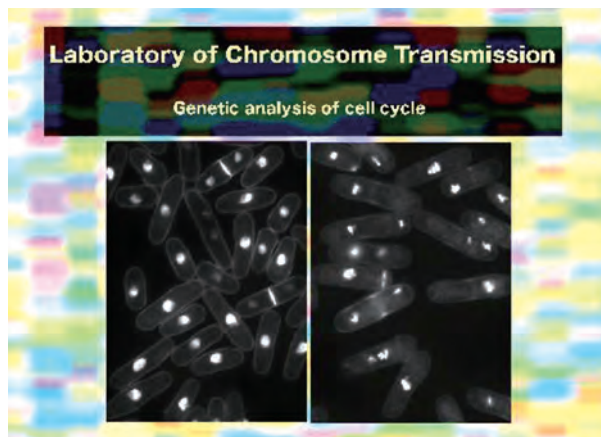 Laboratory of Chromosome Transmission
Genetic analysis of cell cycle